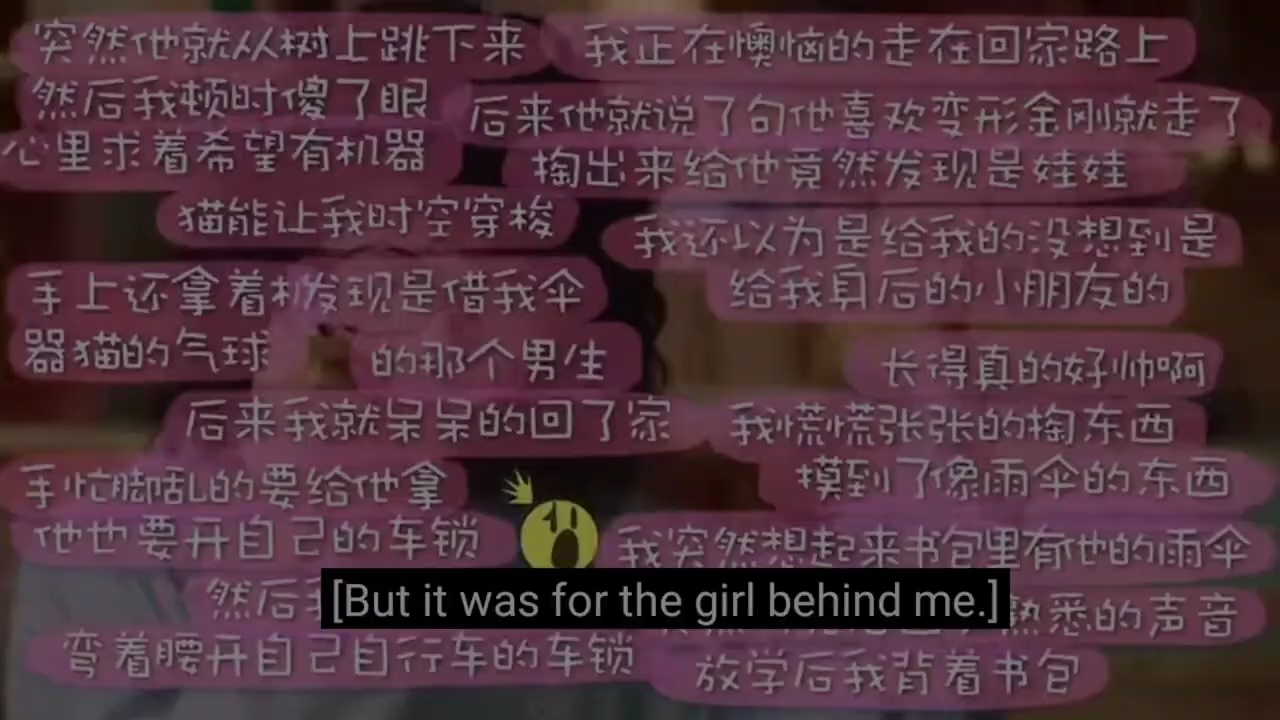 突然他就从树上跳下来
我正在懊恼的走在回家路上
然后我顿时傻了眼
后来他就说了句他喜欢变形金刚就走了
心里求着希望有机器
掏出来给他竟然发现是娃娃
猫能让我时空穿梭
我还以为是给我的没想到是
给我身后的小朋友的
手上还拿着机
发现是借我伞
器猫的气球
的那个男生
长得真的好帅啊
后来我就呆呆的回了家
我慌慌张张的掏东西
手忙脚乱的要给他拿
摸到了像雨伞的东西
他也要开自己的车锁
我突然想起来书包里有他的雨伞
然后
[But it was for the girl behind me.]
熟悉的声音
弯着腰开自己自行车的车锁
放学后我背着书包